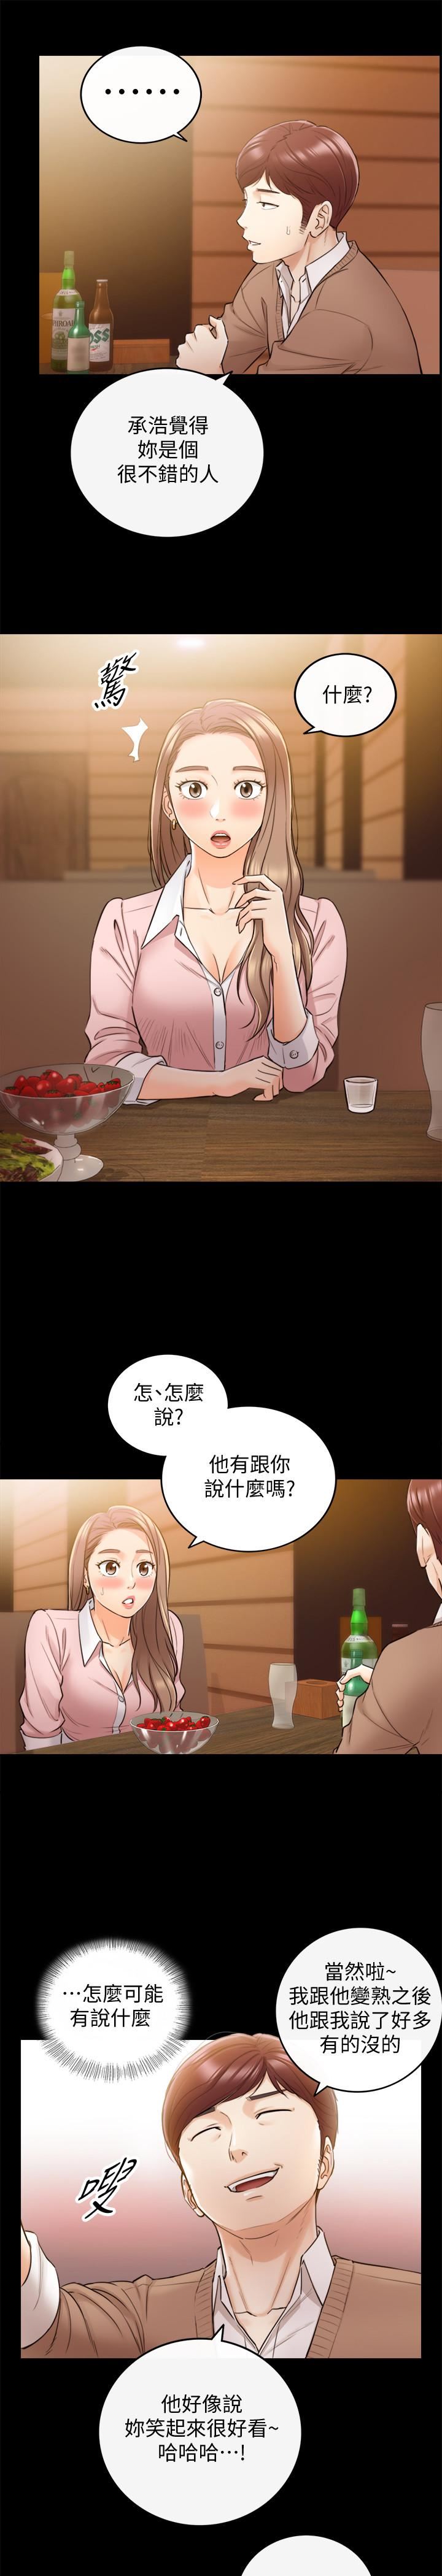 ••••••
承浩覺得
妳是個
很不錯的人
驚
什麼?
怎、怎麼
說?
他有跟你
說什麼嗎?
…怎麼可能
有說什麼
當然啦~
我跟他變熟之後
他跟我說了好多
有的沒的
嗖
他好像說
妳笑起來很好看~
哈哈哈…!